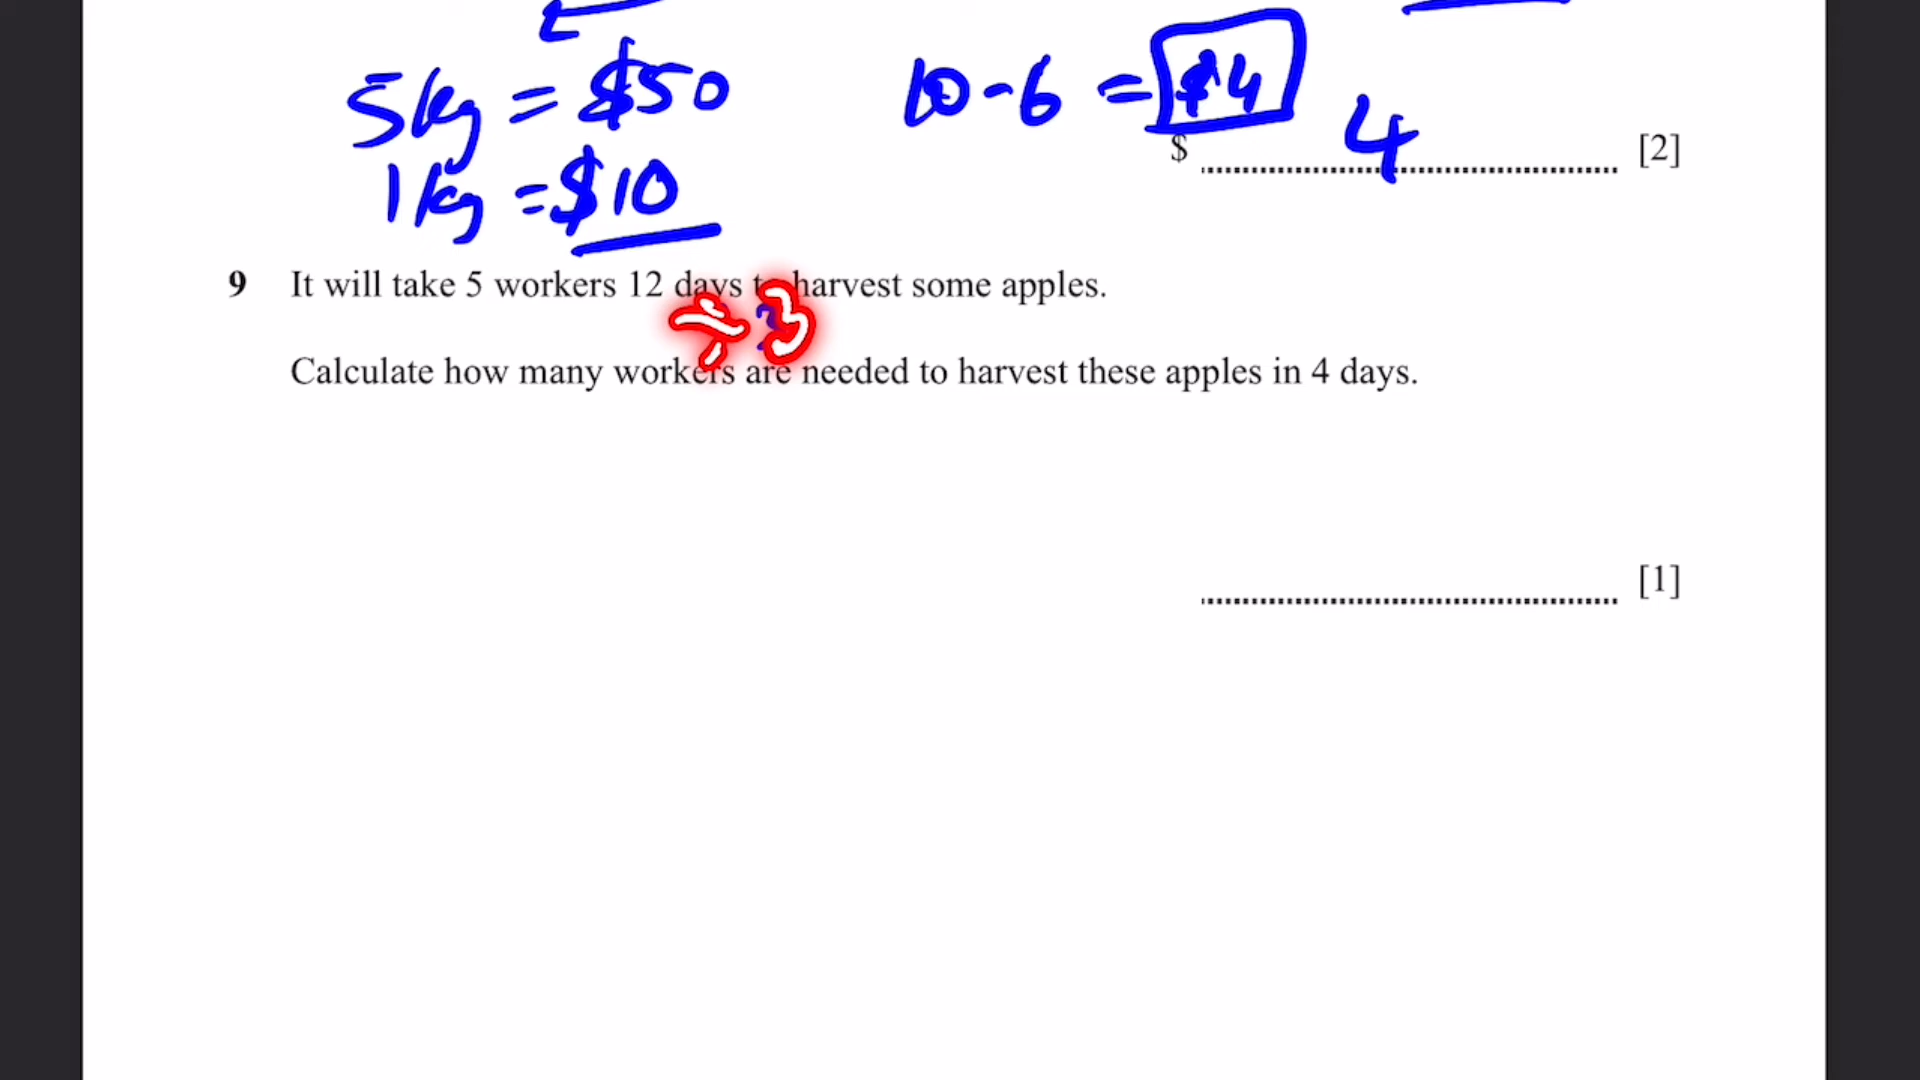 5kg = $50
10 - 6 = $4
$ 4 [2]
1kg = $10
9 It will take 5 workers 12 days to harvest some apples.
÷3
Calculate how many workers are needed to harvest these apples in 4 days.
[1]